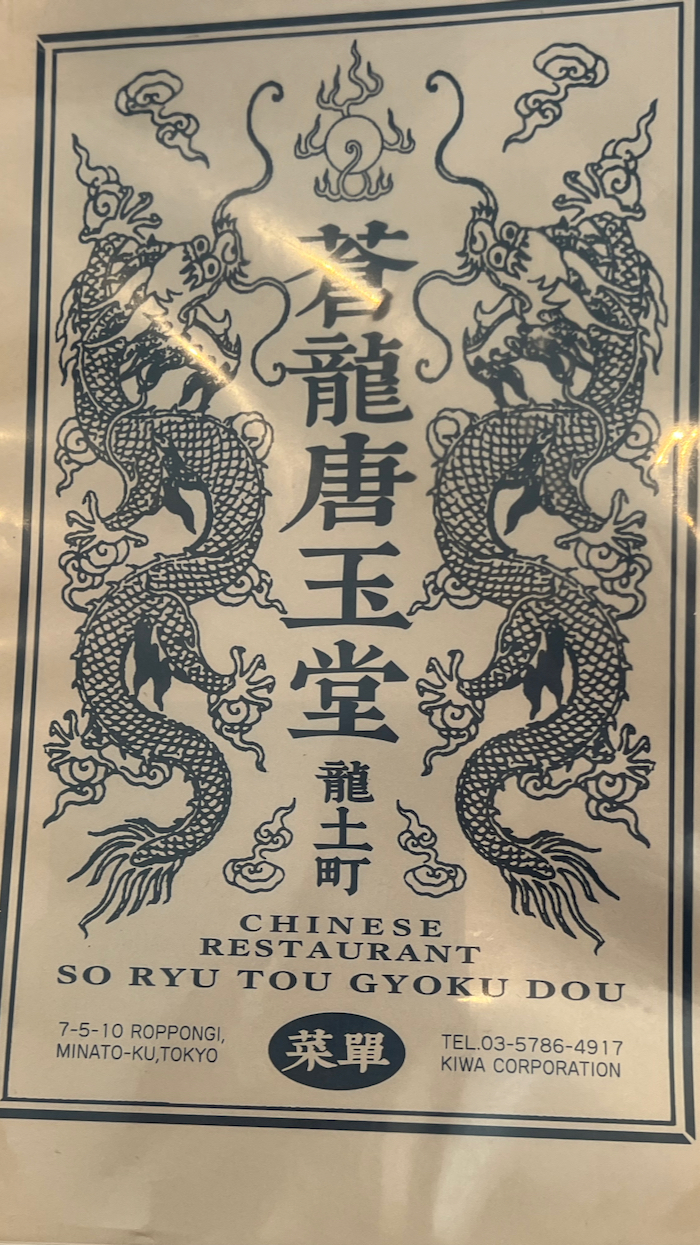 蒼龍唐玉堂
龍土町
CHINESE
RESTAURANT
SO RYU TOU GYOKU DOU
7-5-10 ROPPONGI,
MINATO-KU,TOKYO
菜單
TEL.03-5786-4917
KIWA CORPORATION